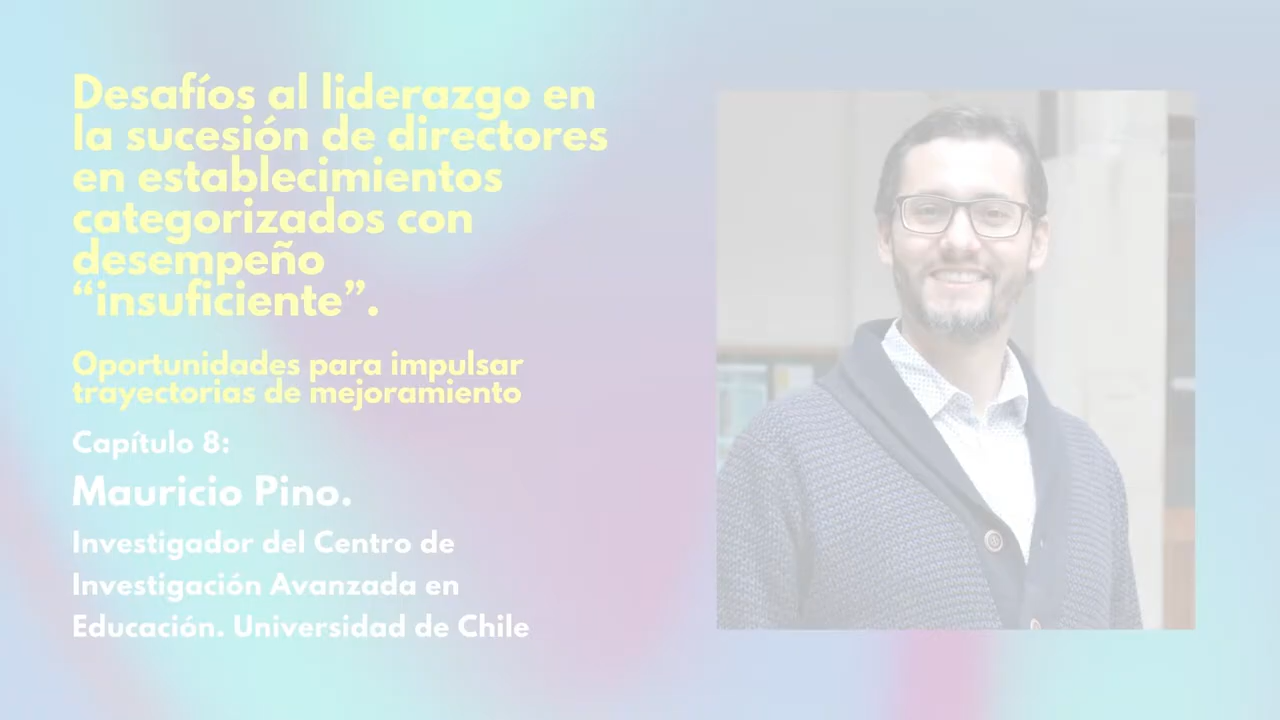 Desafíos al liderazgo en
la sucesión de directores
en establecimientos
categorizados con
desempeño
“insuficiente”.
Oportunidades para impulsar
trayectorias de mejoramiento
Capítulo 8:
Mauricio Pino.
Investigador del Centro de
Investigación Avanzada en
Educación. Universidad de Chile